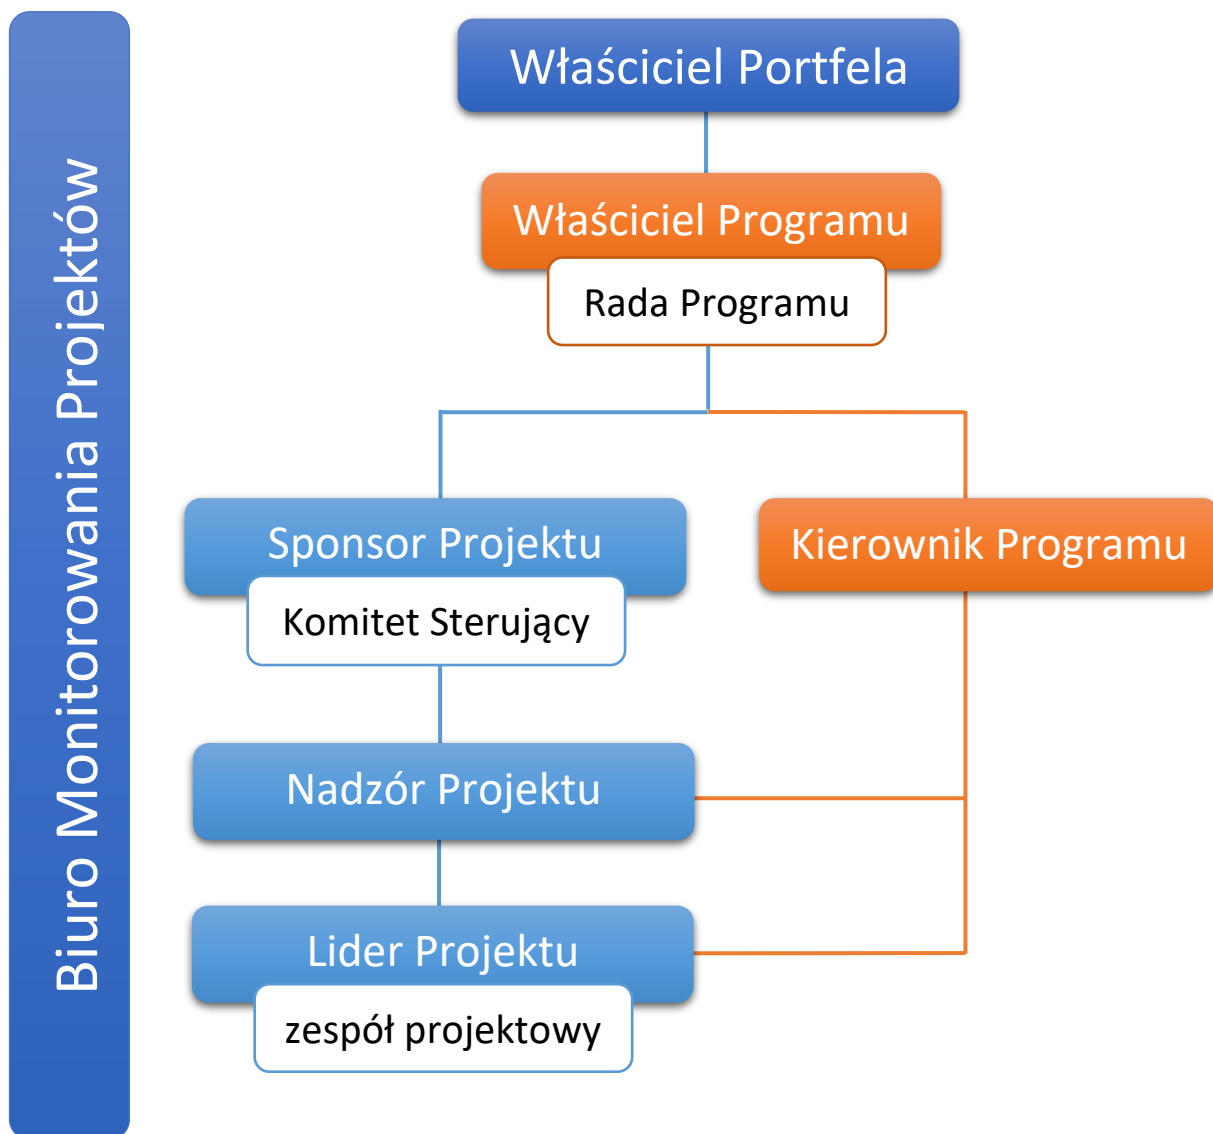 Biuro Monitorowania Projektów
Właściciel Portfela
Właściciel Programu
Rada Programu
Sponsor Projektu
Komitet Sterujący
Kierownik Programu
Nadzór Projektu
Lider Projektu
zespół projektowy